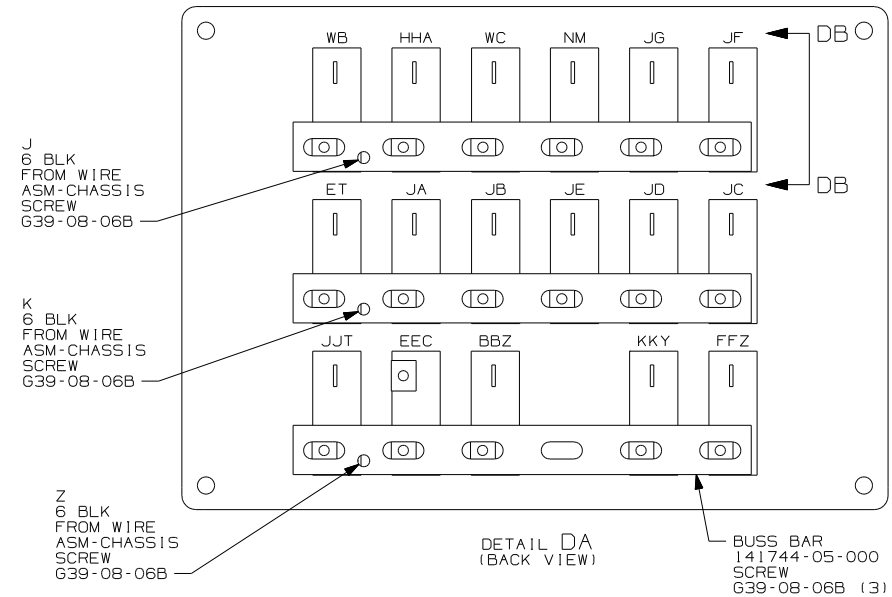 WB HHA WC NM JG JF DB
J
6 BLK
FROM WIRE
ASM-CHASSIS
SCREW
G39-08-06B
DB
ET JA JB JE JD JC
K
6 BLK
FROM WIRE
ASM-CHASSIS
SCREW
G39-08-06B
JJT EEC BBZ KKY FFZ
Z
6 BLK
FROM WIRE
ASM-CHASSIS
SCREW
G39-08-06B
DETAIL DA
(BACK VIEW)
BUSS BAR
141744-05-000
SCREW
G39-08-06B (3)